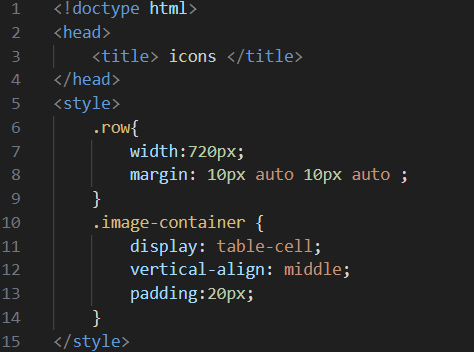 1 <!doctype html>
2 <head>
3     <title> icons </title>
4 </head>
5 <style>
6     .row{
7         width:720px;
8         margin: 10px auto 10px auto ;
9     }
10     .image-container {
11         display: table-cell;
12         vertical-align: middle;
13         padding:20px;
14     }
15 </style>